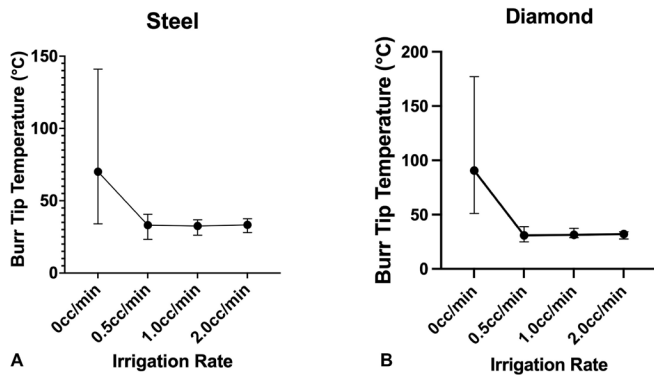 Steel
Burr Tip Temperature (°C)
150
100
50
0
0cc/min
0.5cc/min
1.0cc/min
2.0cc/min
A
Irrigation Rate
Diamond
Burr Tip Temperature (°C)
200
150
100
50
0
0cc/min
0.5cc/min
1.0cc/min
2.0cc/min
B
Irrigation Rate